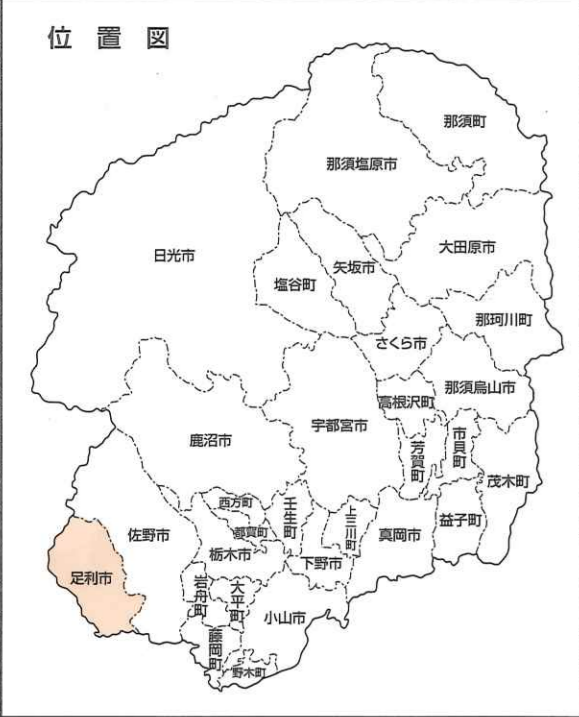 位置図
那須町
那須塩原市
大田原市
日光市
矢坂市
塩谷町
那珂川町
さくら市
那須烏山市
高根沢町
宇都宮市
鹿沼市
芳賀町
市貝町
茂木町
西方町
壬生町
上三川町
益子町
都賀町
真岡市
佐野市
栃木市
下野市
足利市
岩舟町
大平町
小山市
藤岡町
野木町